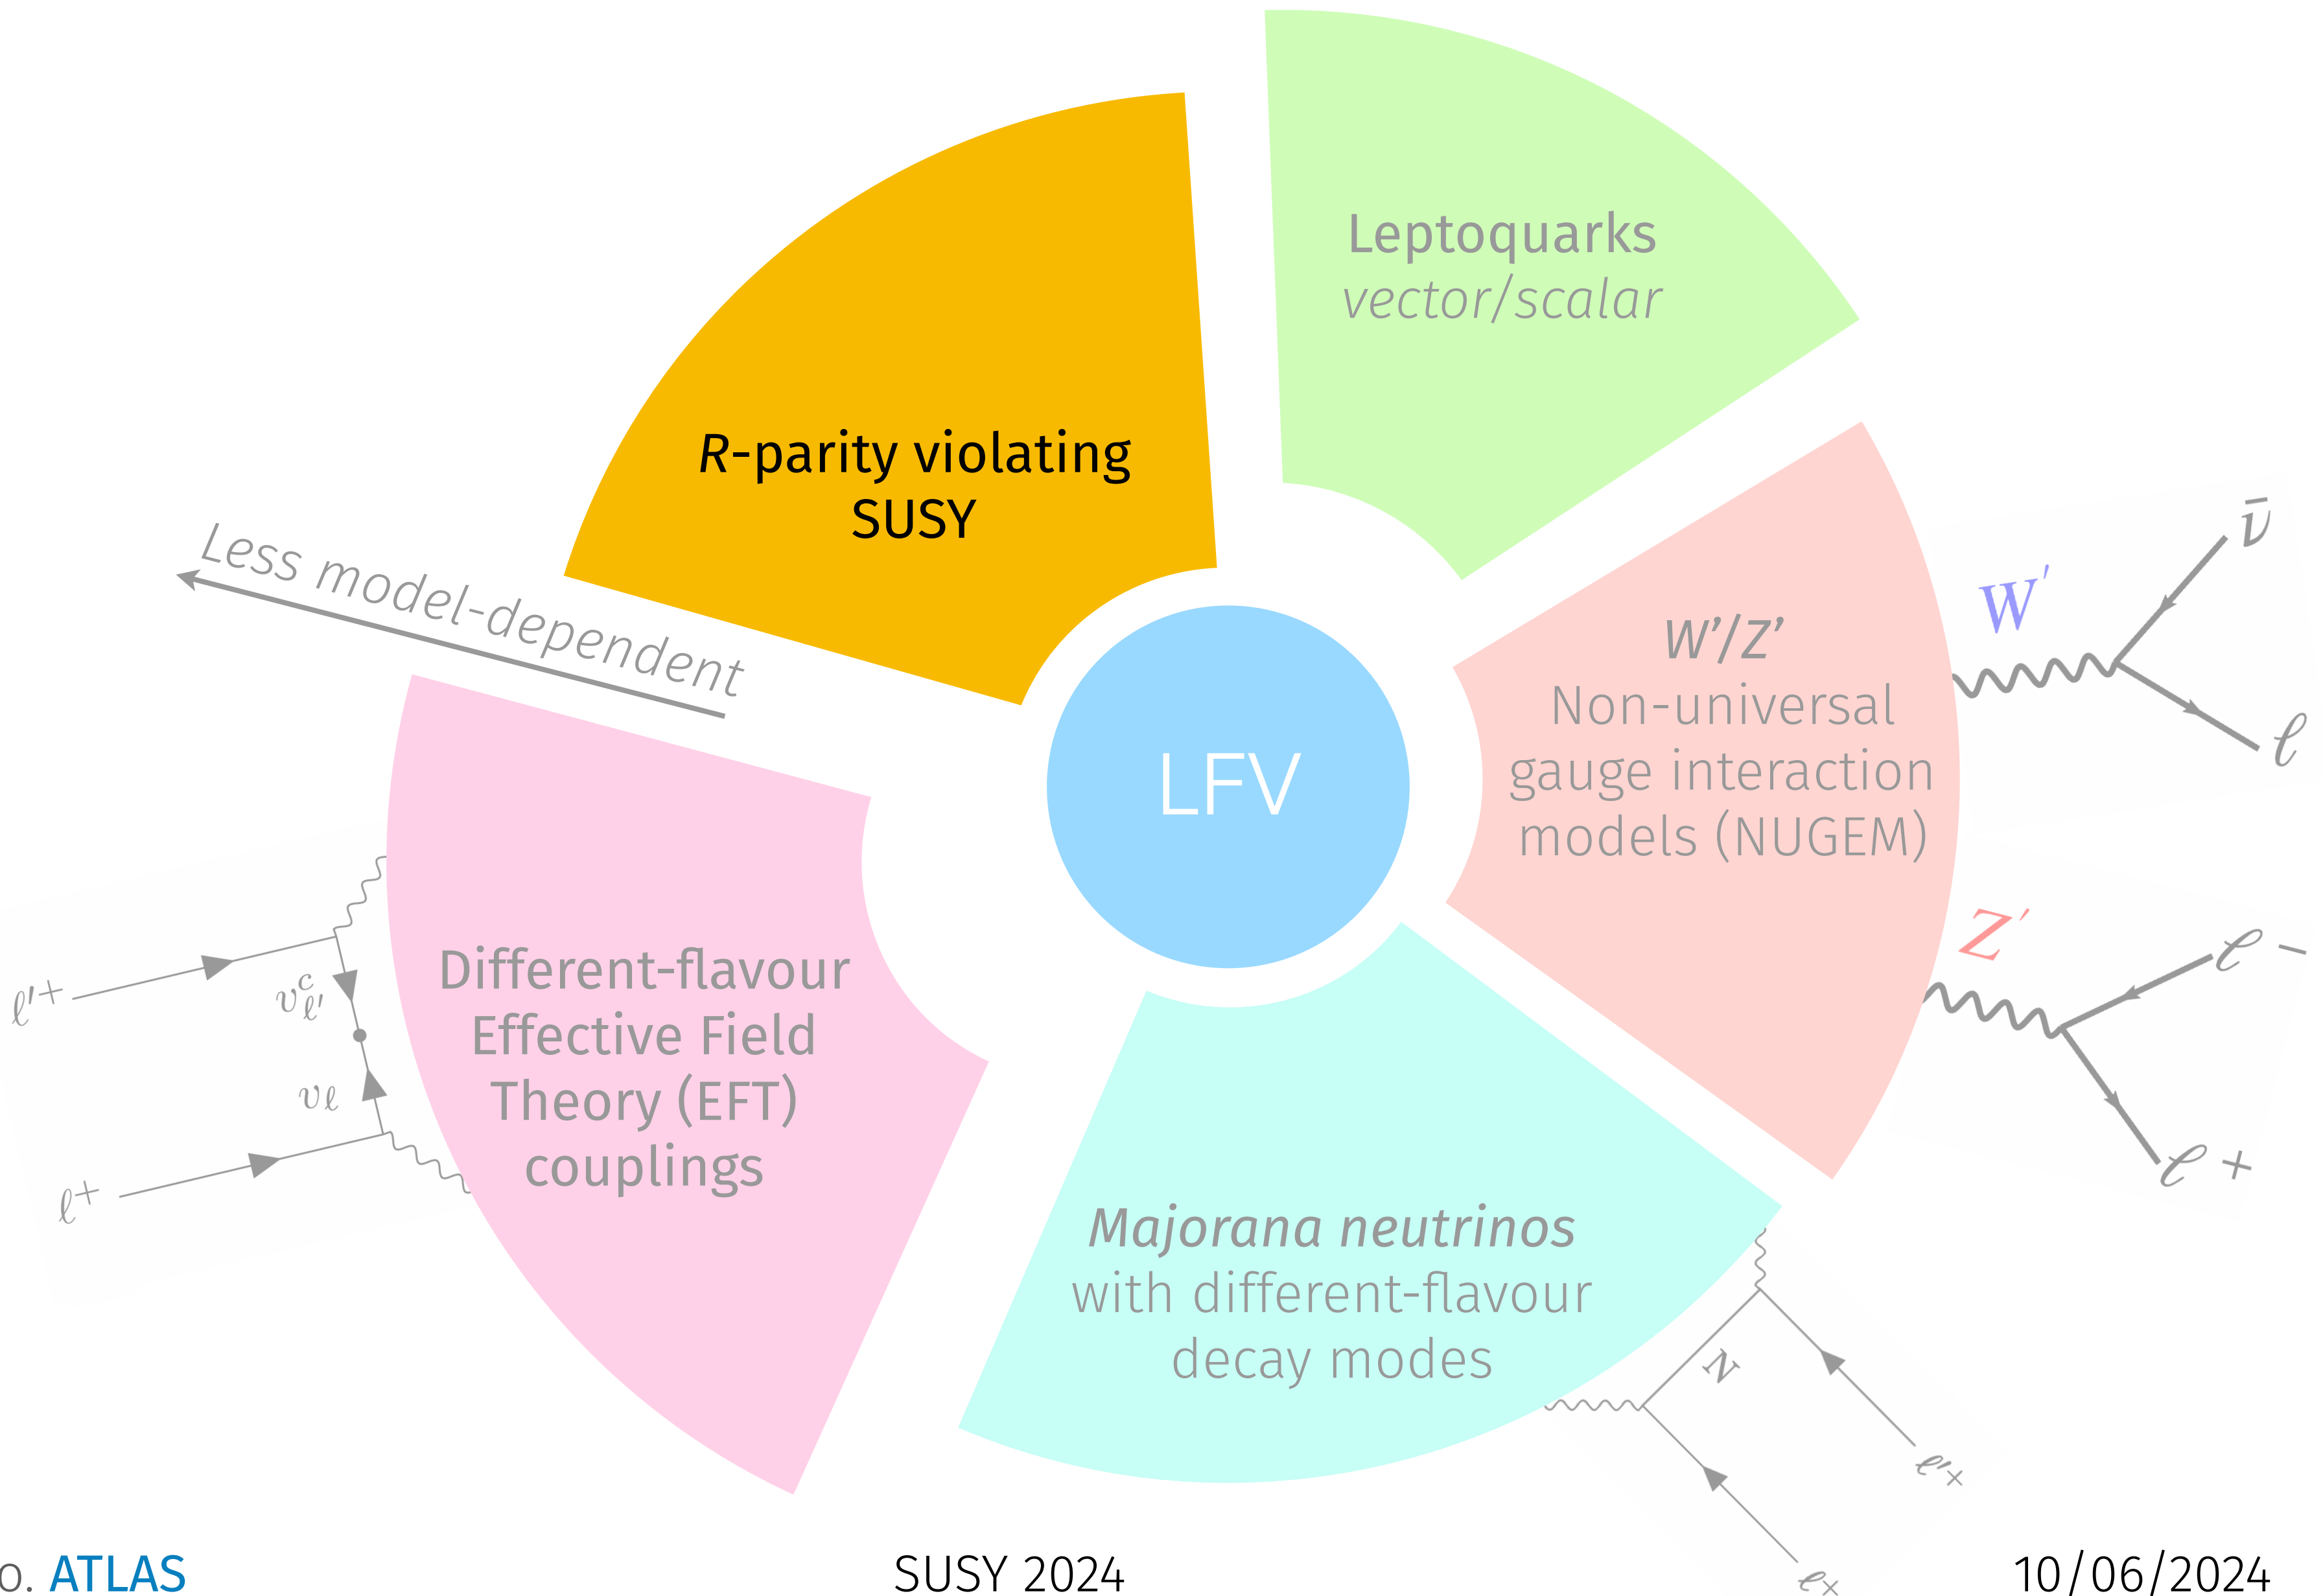 Leptoquarks
vector/scalar
R-parity violating
SUSY
Less model-dependent
W'/Z'
Non-universal
gauge interaction
models (NUGEM)
W'
ν̄
ℓ
LFV
Z'
ℓ −
ℓ +
Different-flavour
Effective Field
Theory (EFT)
couplings
ℓ'+
ν^c_ℓ'
ν_ℓ
ℓ+
Majorana neutrinos
with different-flavour
decay modes
N
ATLAS
SUSY 2024
10/06/2024